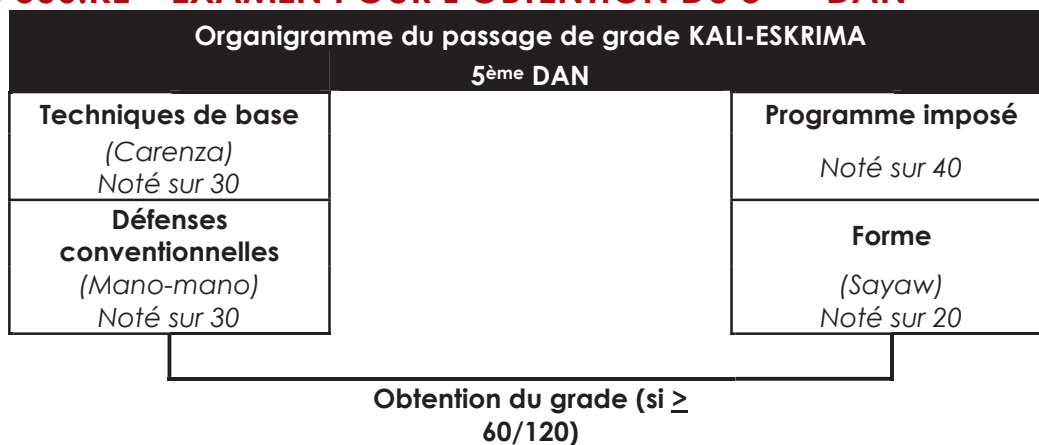 Organigramme du passage de grade KALI-ESKRIMA
5ème DAN
Techniques de base
(Carenza)
Noté sur 30
Programme imposé
Noté sur 40
Défenses
conventionnelles
(Mano-mano)
Noté sur 30
Forme
(Sayaw)
Noté sur 20
Obtention du grade (si >
60/120)